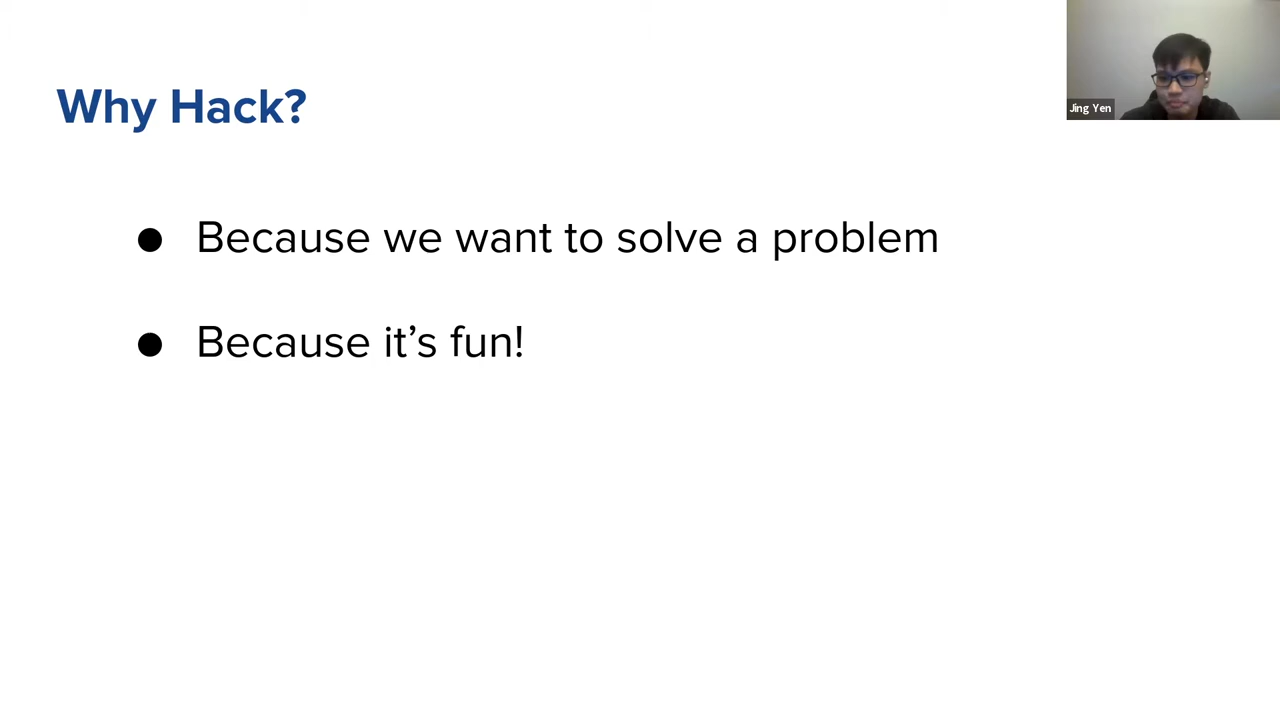 Why Hack?
Jing Yen
● Because we want to solve a problem
● Because it’s fun!